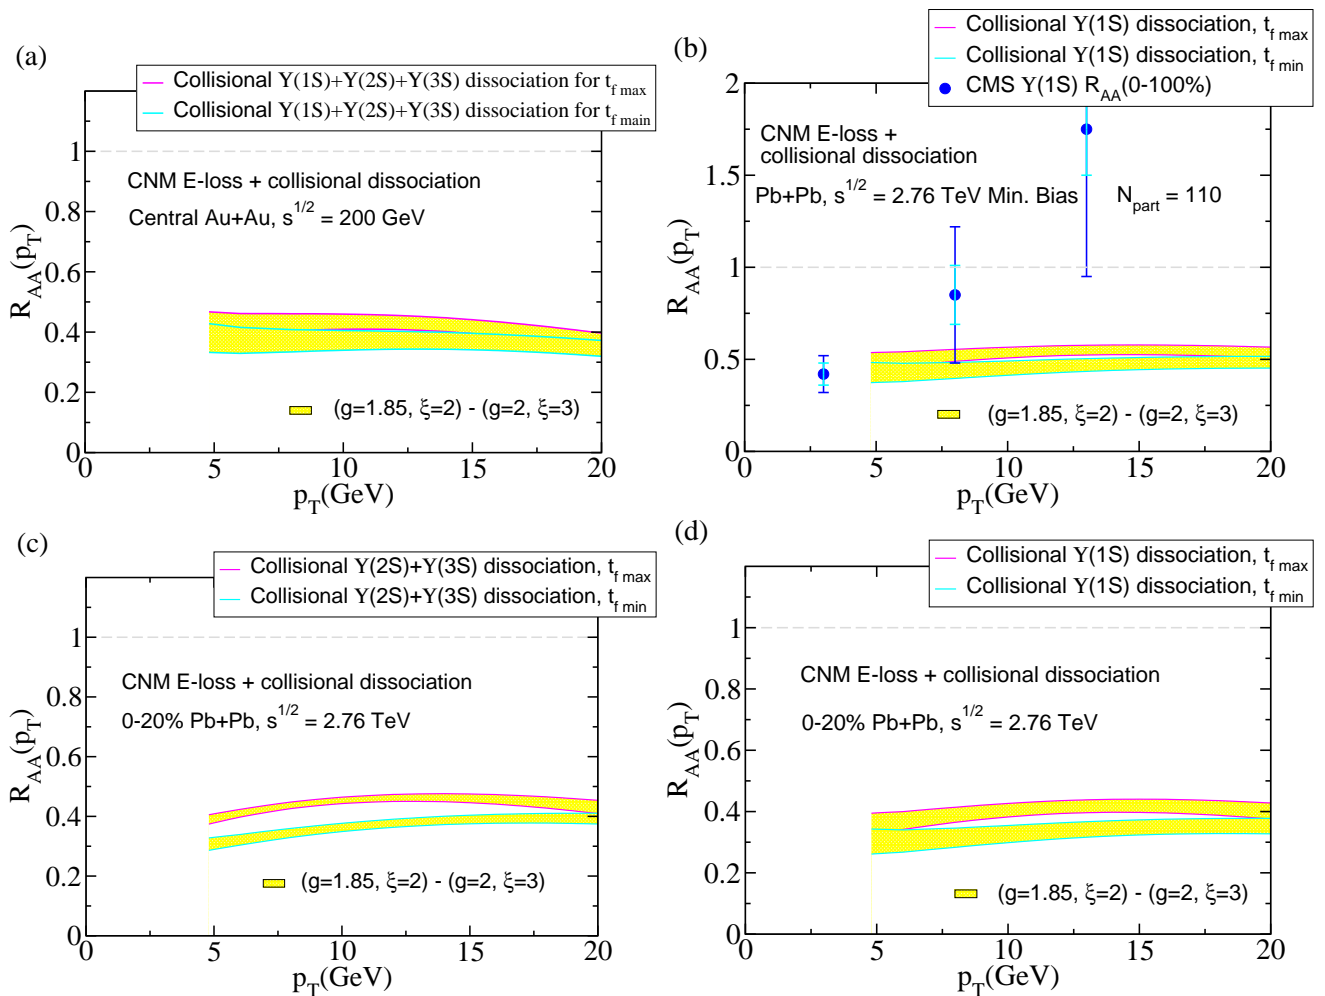 (a)
Collisional Υ(1S)+Υ(2S)+Υ(3S) dissociation for t_f max
Collisional Υ(1S)+Υ(2S)+Υ(3S) dissociation for t_f main
CNM E-loss + collisional dissociation
Central Au+Au, s^1/2 = 200 GeV
(g=1.85, ξ=2) - (g=2, ξ=3)
R_AA(p_T)
0
0.2
0.4
0.6
0.8
1
0
5
10
15
20
p_T(GeV)
(b)
Collisional Υ(1S) dissociation, t_f max
Collisional Υ(1S) dissociation, t_f min
CMS Υ(1S) R_AA(0-100%)
CNM E-loss +
collisional dissociation
Pb+Pb, s^1/2 = 2.76 TeV Min. Bias
N_part = 110
(g=1.85, ξ=2) - (g=2, ξ=3)
R_AA(p_T)
0
0.5
1
1.5
2
0
5
10
15
20
p_T(GeV)
(c)
Collisional Υ(2S)+Υ(3S) dissociation, t_f max
Collisional Υ(2S)+Υ(3S) dissociation, t_f min
CNM E-loss + collisional dissociation
0-20% Pb+Pb, s^1/2 = 2.76 TeV
(g=1.85, ξ=2) - (g=2, ξ=3)
R_AA(p_T)
0
0.2
0.4
0.6
0.8
1
0
5
10
15
20
p_T(GeV)
(d)
Collisional Υ(1S) dissociation, t_f max
Collisional Υ(1S) dissociation, t_f min
CNM E-loss + collisional dissociation
0-20% Pb+Pb, s^1/2 = 2.76 TeV
(g=1.85, ξ=2) - (g=2, ξ=3)
R_AA(p_T)
0
0.2
0.4
0.6
0.8
1
0
5
10
15
20
p_T(GeV)